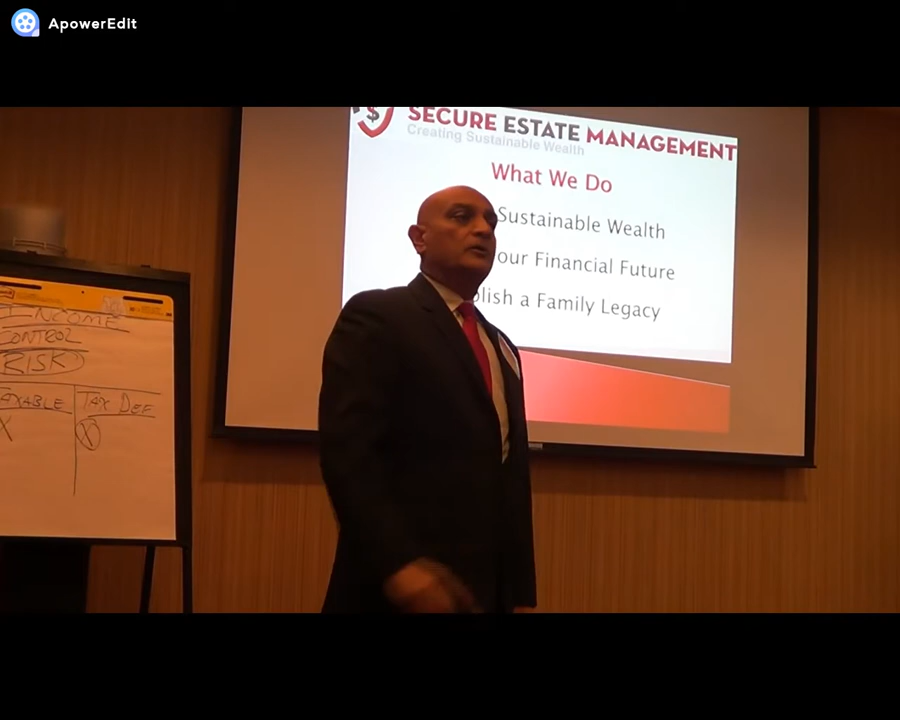 ApowerEdit
SECURE ESTATE MANAGEMENT
Creating Sustainable Wealth
What We Do
Sustainable Wealth
our Financial Future
lish a Family Legacy
INCOME
CONTROL
RISK
AXABLE
TAX DEF
X
X